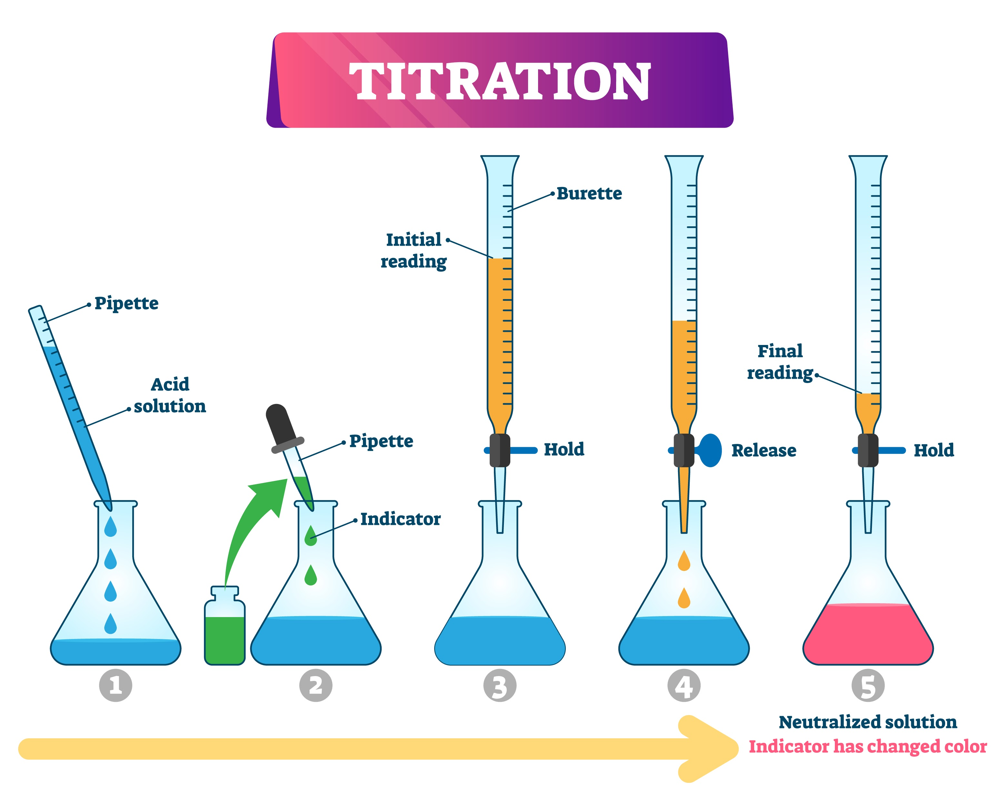 TITRATION
Pipette
Acid
solution
Pipette
Indicator
Burette
Initial
reading
Hold
Release
Final
reading
Hold
1
2
3
4
5
Neutralized solution
Indicator has changed color